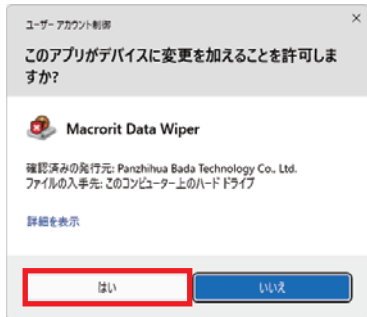 ユーザー アカウント制御
このアプリがデバイスに変更を加えることを許可しま
すか?
Macrorit Data Wiper
確認済みの発行元: Panzhihua Bada Technology Co., Ltd.
ファイルの入手先: このコンピューター上のハード ドライブ
詳細を表示
はい
いいえ